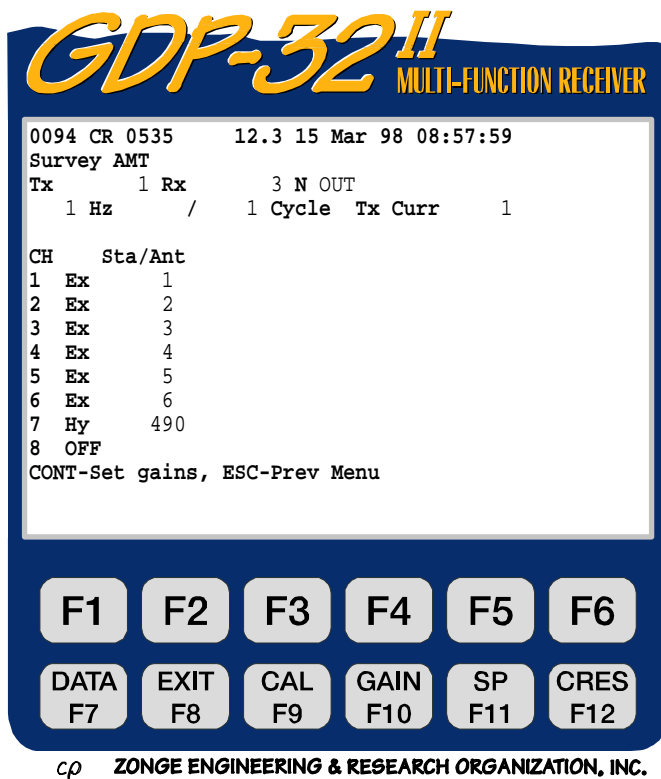 GDP-32 II
MULTI-FUNCTION RECEIVER
0094 CR 0535 12.3 15 Mar 98 08:57:59
Survey AMT
Tx 1 Rx 3 N OUT
1 Hz / 1 Cycle Tx Curr 1
CH Sta/Ant
1 Ex 1
2 Ex 2
3 Ex 3
4 Ex 4
5 Ex 5
6 Ex 6
7 Hy 490
8 OFF
CONT-Set gains, ESC-Prev Menu
F1 F2 F3 F4 F5 F6
DATA EXIT CAL GAIN SP CRES
F7 F8 F9 F10 F11 F12
cp ZONGE ENGINEERING & RESEARCH ORGANIZATION, INC.